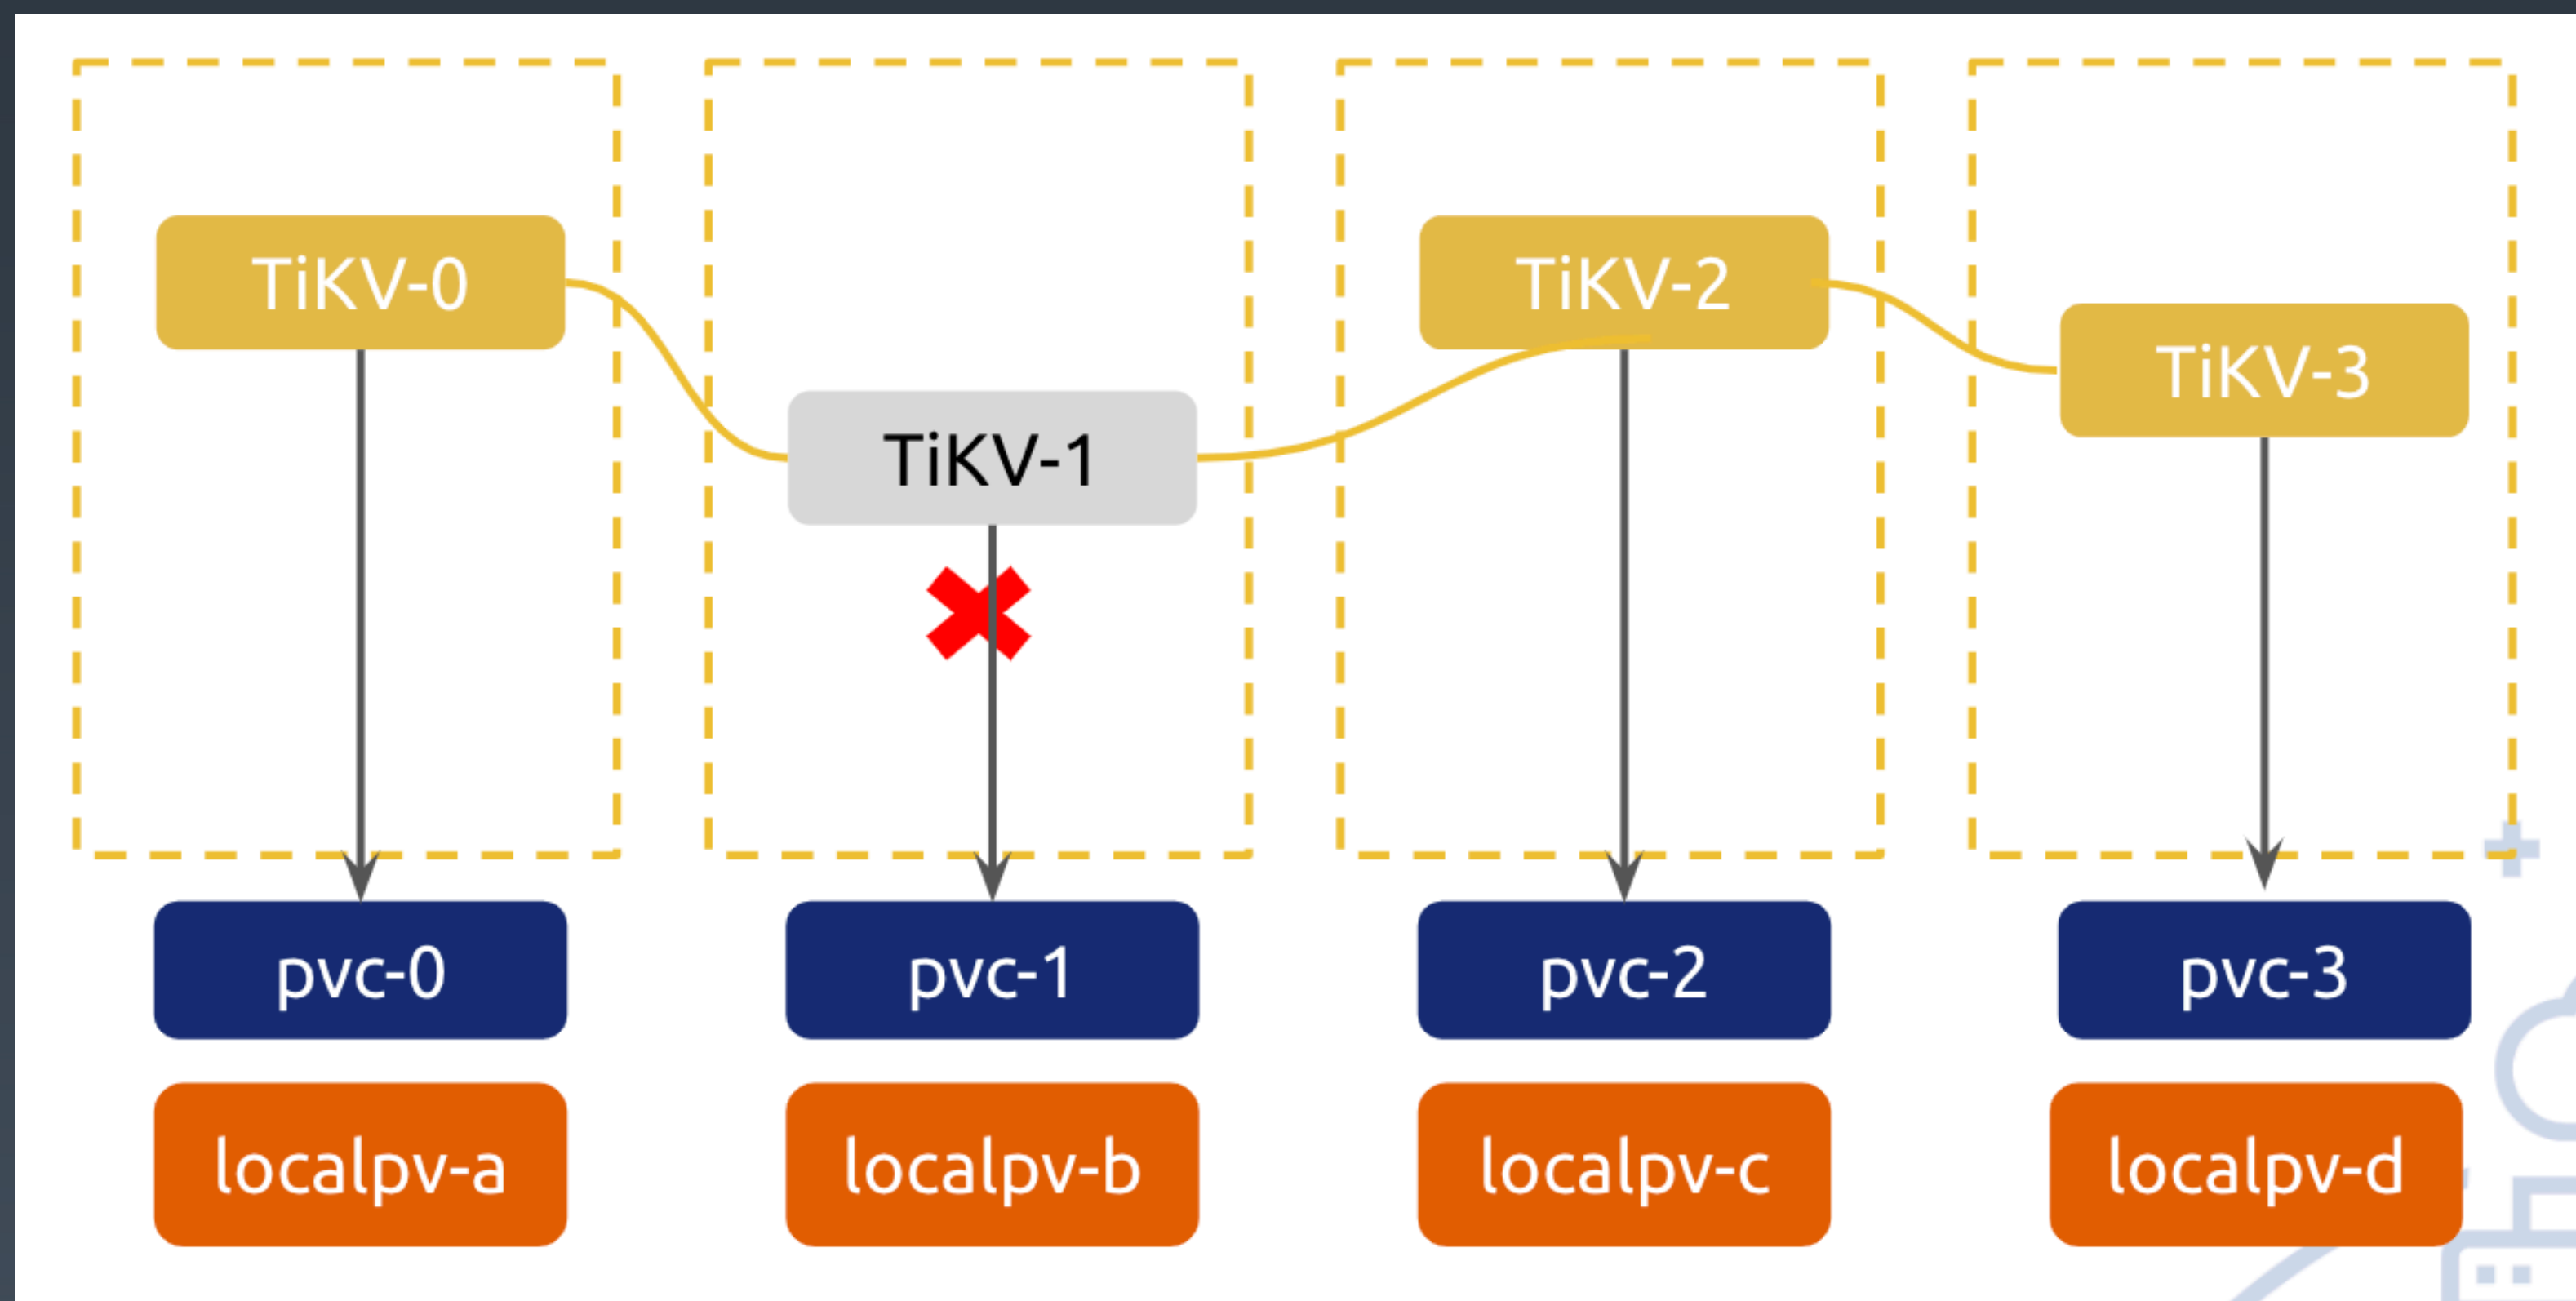 TiKV-0
TiKV-2
TiKV-3
TiKV-1
pvc-0
pvc-1
pvc-2
pvc-3
localpv-a
localpv-b
localpv-c
localpv-d